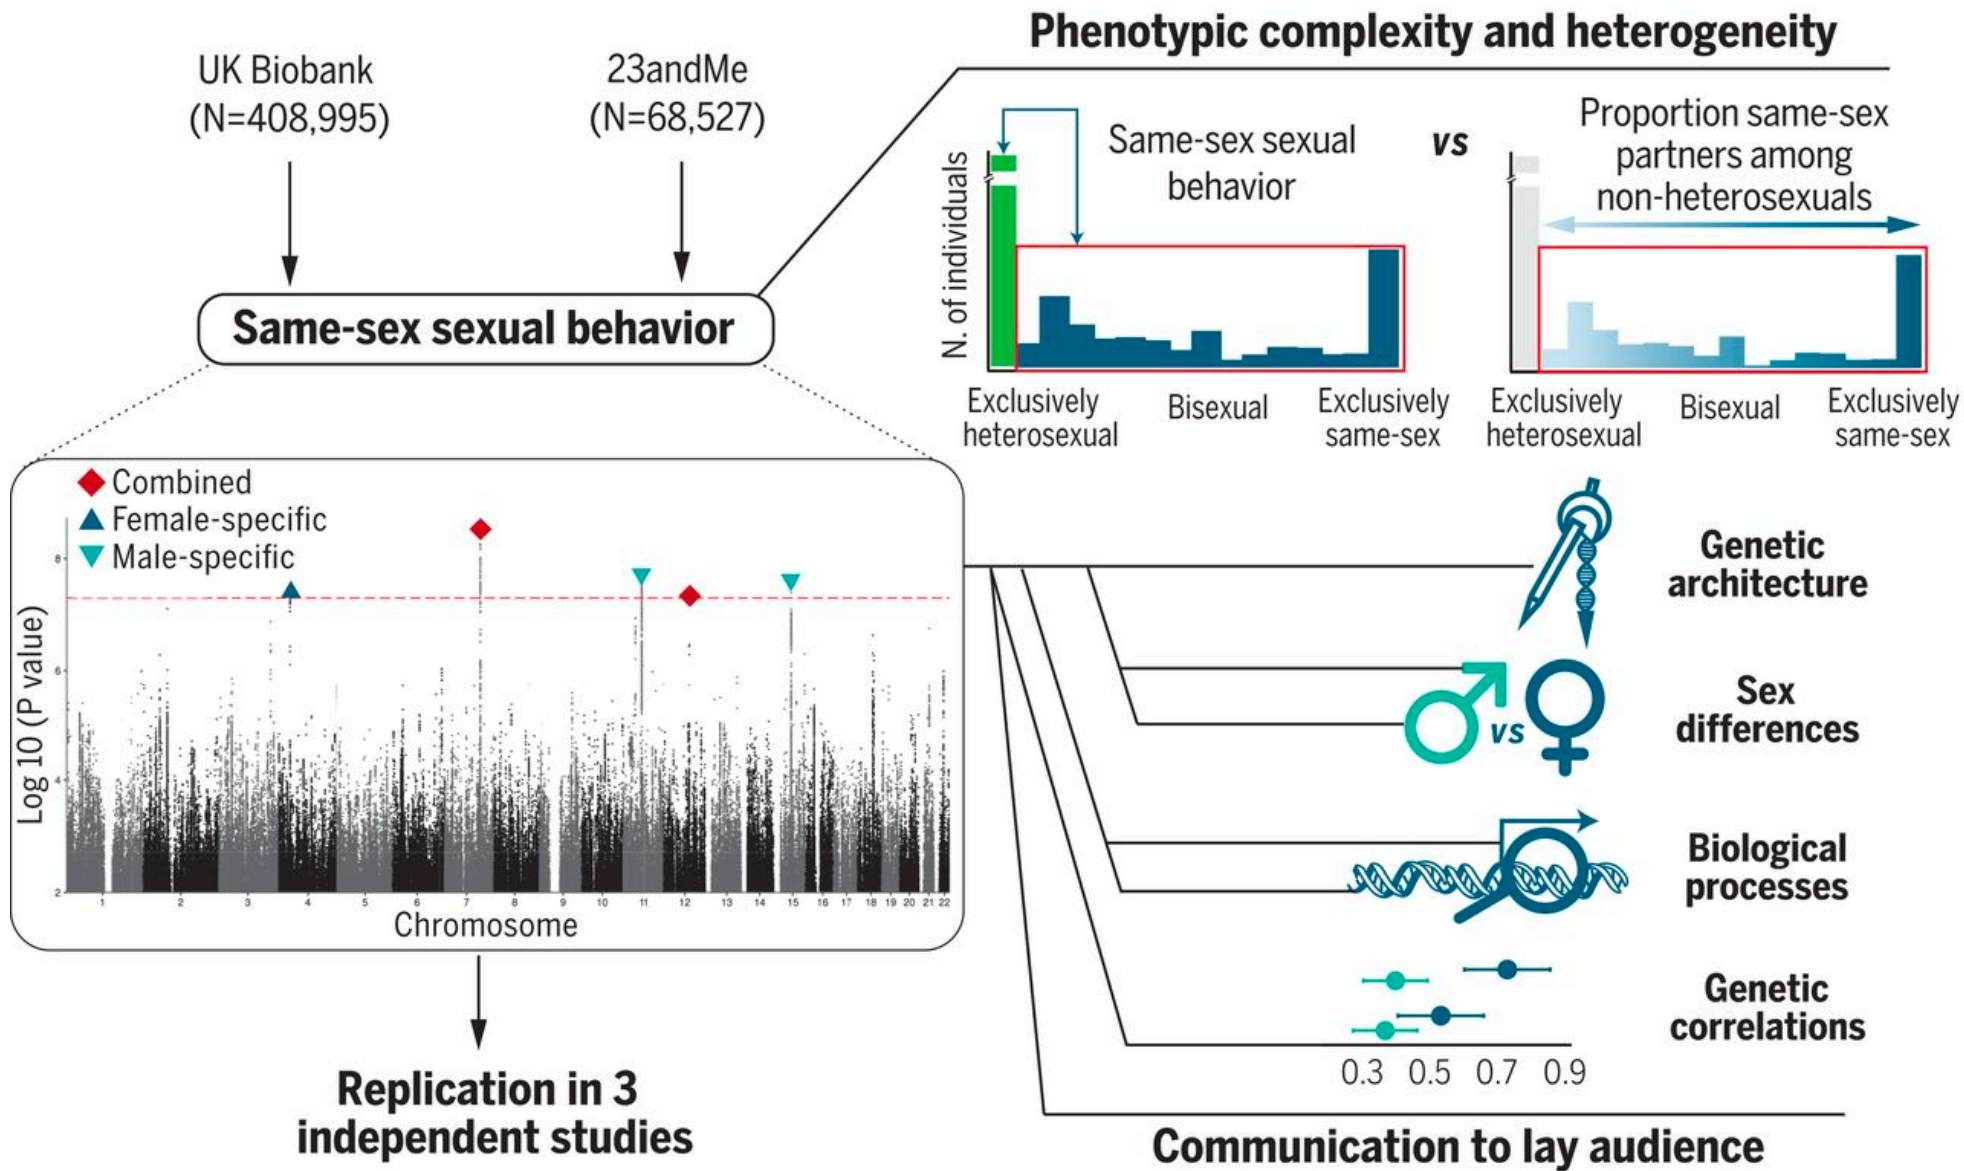 UK Biobank
(N=408,995)
23andMe
(N=68,527)
Same-sex sexual behavior
Phenotypic complexity and heterogeneity
N. of individuals
Same-sex sexual
behavior
vs
Proportion same-sex
partners among
non-heterosexuals
Exclusively
heterosexual
Bisexual
Exclusively
same-sex
Exclusively
heterosexual
Bisexual
Exclusively
same-sex
Combined
Female-specific
Male-specific
Log 10 (P value)
8
6
4
2
1 2 3 4 5 6 7 8 9 10 11 12 13 14 15 16 17 18 19 20 21 22
Chromosome
Replication in 3
independent studies
Genetic
architecture
vs
Sex
differences
Biological
processes
Genetic
correlations
0.3 0.5 0.7 0.9
Communication to lay audience